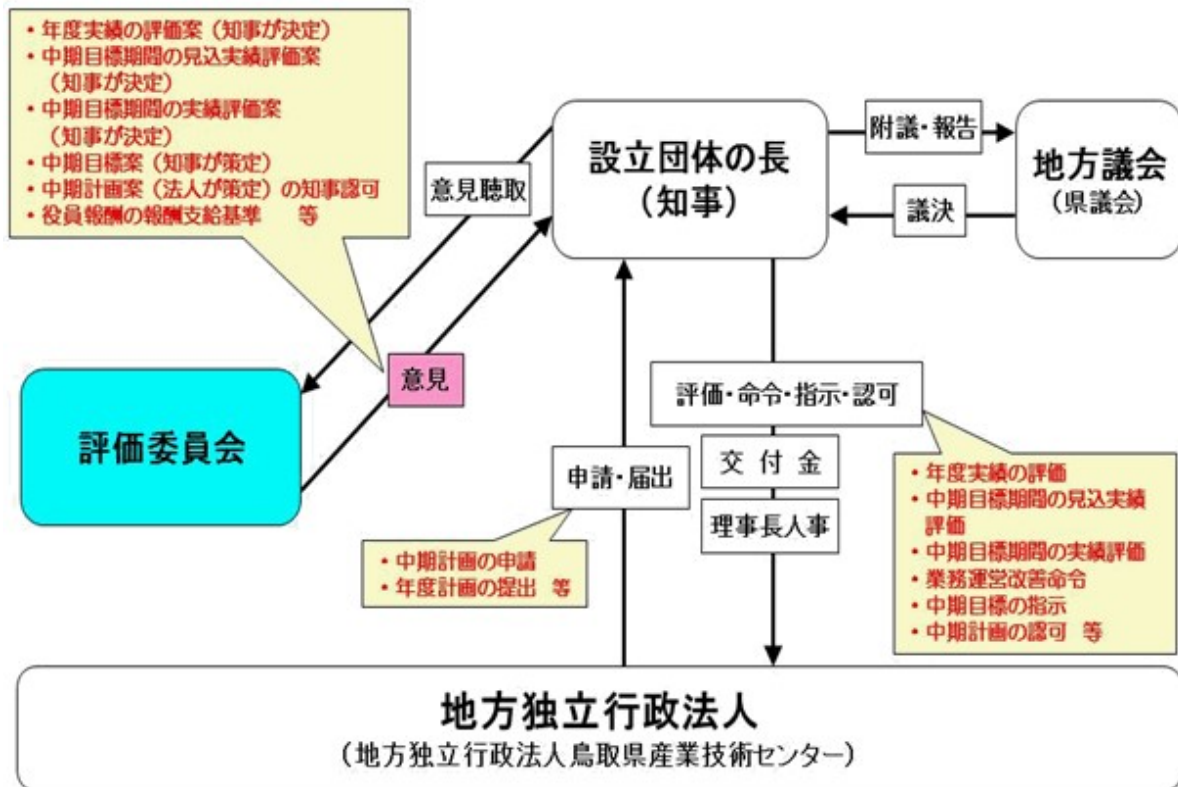 ・年度実績の評価案（知事が決定）
・中期目標期間の見込実績評価案
（知事が決定）
・中期目標期間の実績評価案
（知事が決定）
・中期目標案（知事が策定）
・中期計画案（法人が策定）の知事認可
・役員報酬の報酬支給基準　等
意見聴取
設立団体の長
（知事）
附議・報告
議決
地方議会
（県議会）
意見
評価委員会
評価・命令・指示・認可
交 付 金
理事長人事
申請・届出
・中期計画の申請
・年度計画の提出 等
・年度実績の評価
・中期目標期間の見込実績
評価
・中期目標期間の実績評価
・業務運営改善命令
・中期目標の指示
・中期計画の認可 等
地方独立行政法人
（地方独立行政法人鳥取県産業技術センター）